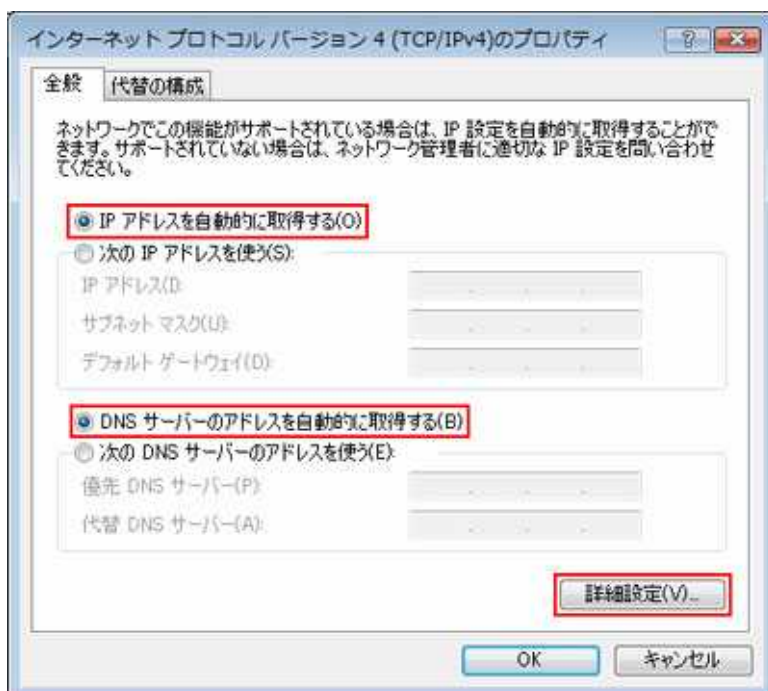 インターネット プロトコル バージョン 4 (TCP/IPv4)のプロパティ
全般
代替の構成
ネットワークでこの機能がサポートされている場合は、IP 設定を自動的に取得することがで
きます。サポートされていない場合は、ネットワーク管理者に適切な IP 設定を問い合わせ
てください。
IP アドレスを自動的に取得する(O)
次の IP アドレスを使う(S):
IP アドレス(I):
サブネット マスク(U):
デフォルト ゲートウェイ(D):
DNS サーバーのアドレスを自動的に取得する(B)
次の DNS サーバーのアドレスを使う(E):
優先 DNS サーバー(P):
代替 DNS サーバー(A):
詳細設定(V)...
OK
キャンセル